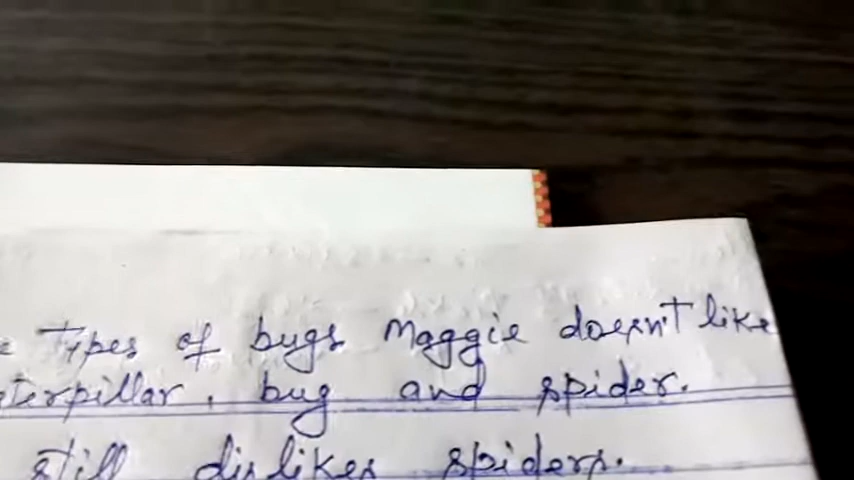 Types of bugs Maggie doesn't like
terpillar, bug and spider.
still dislikes spiders.